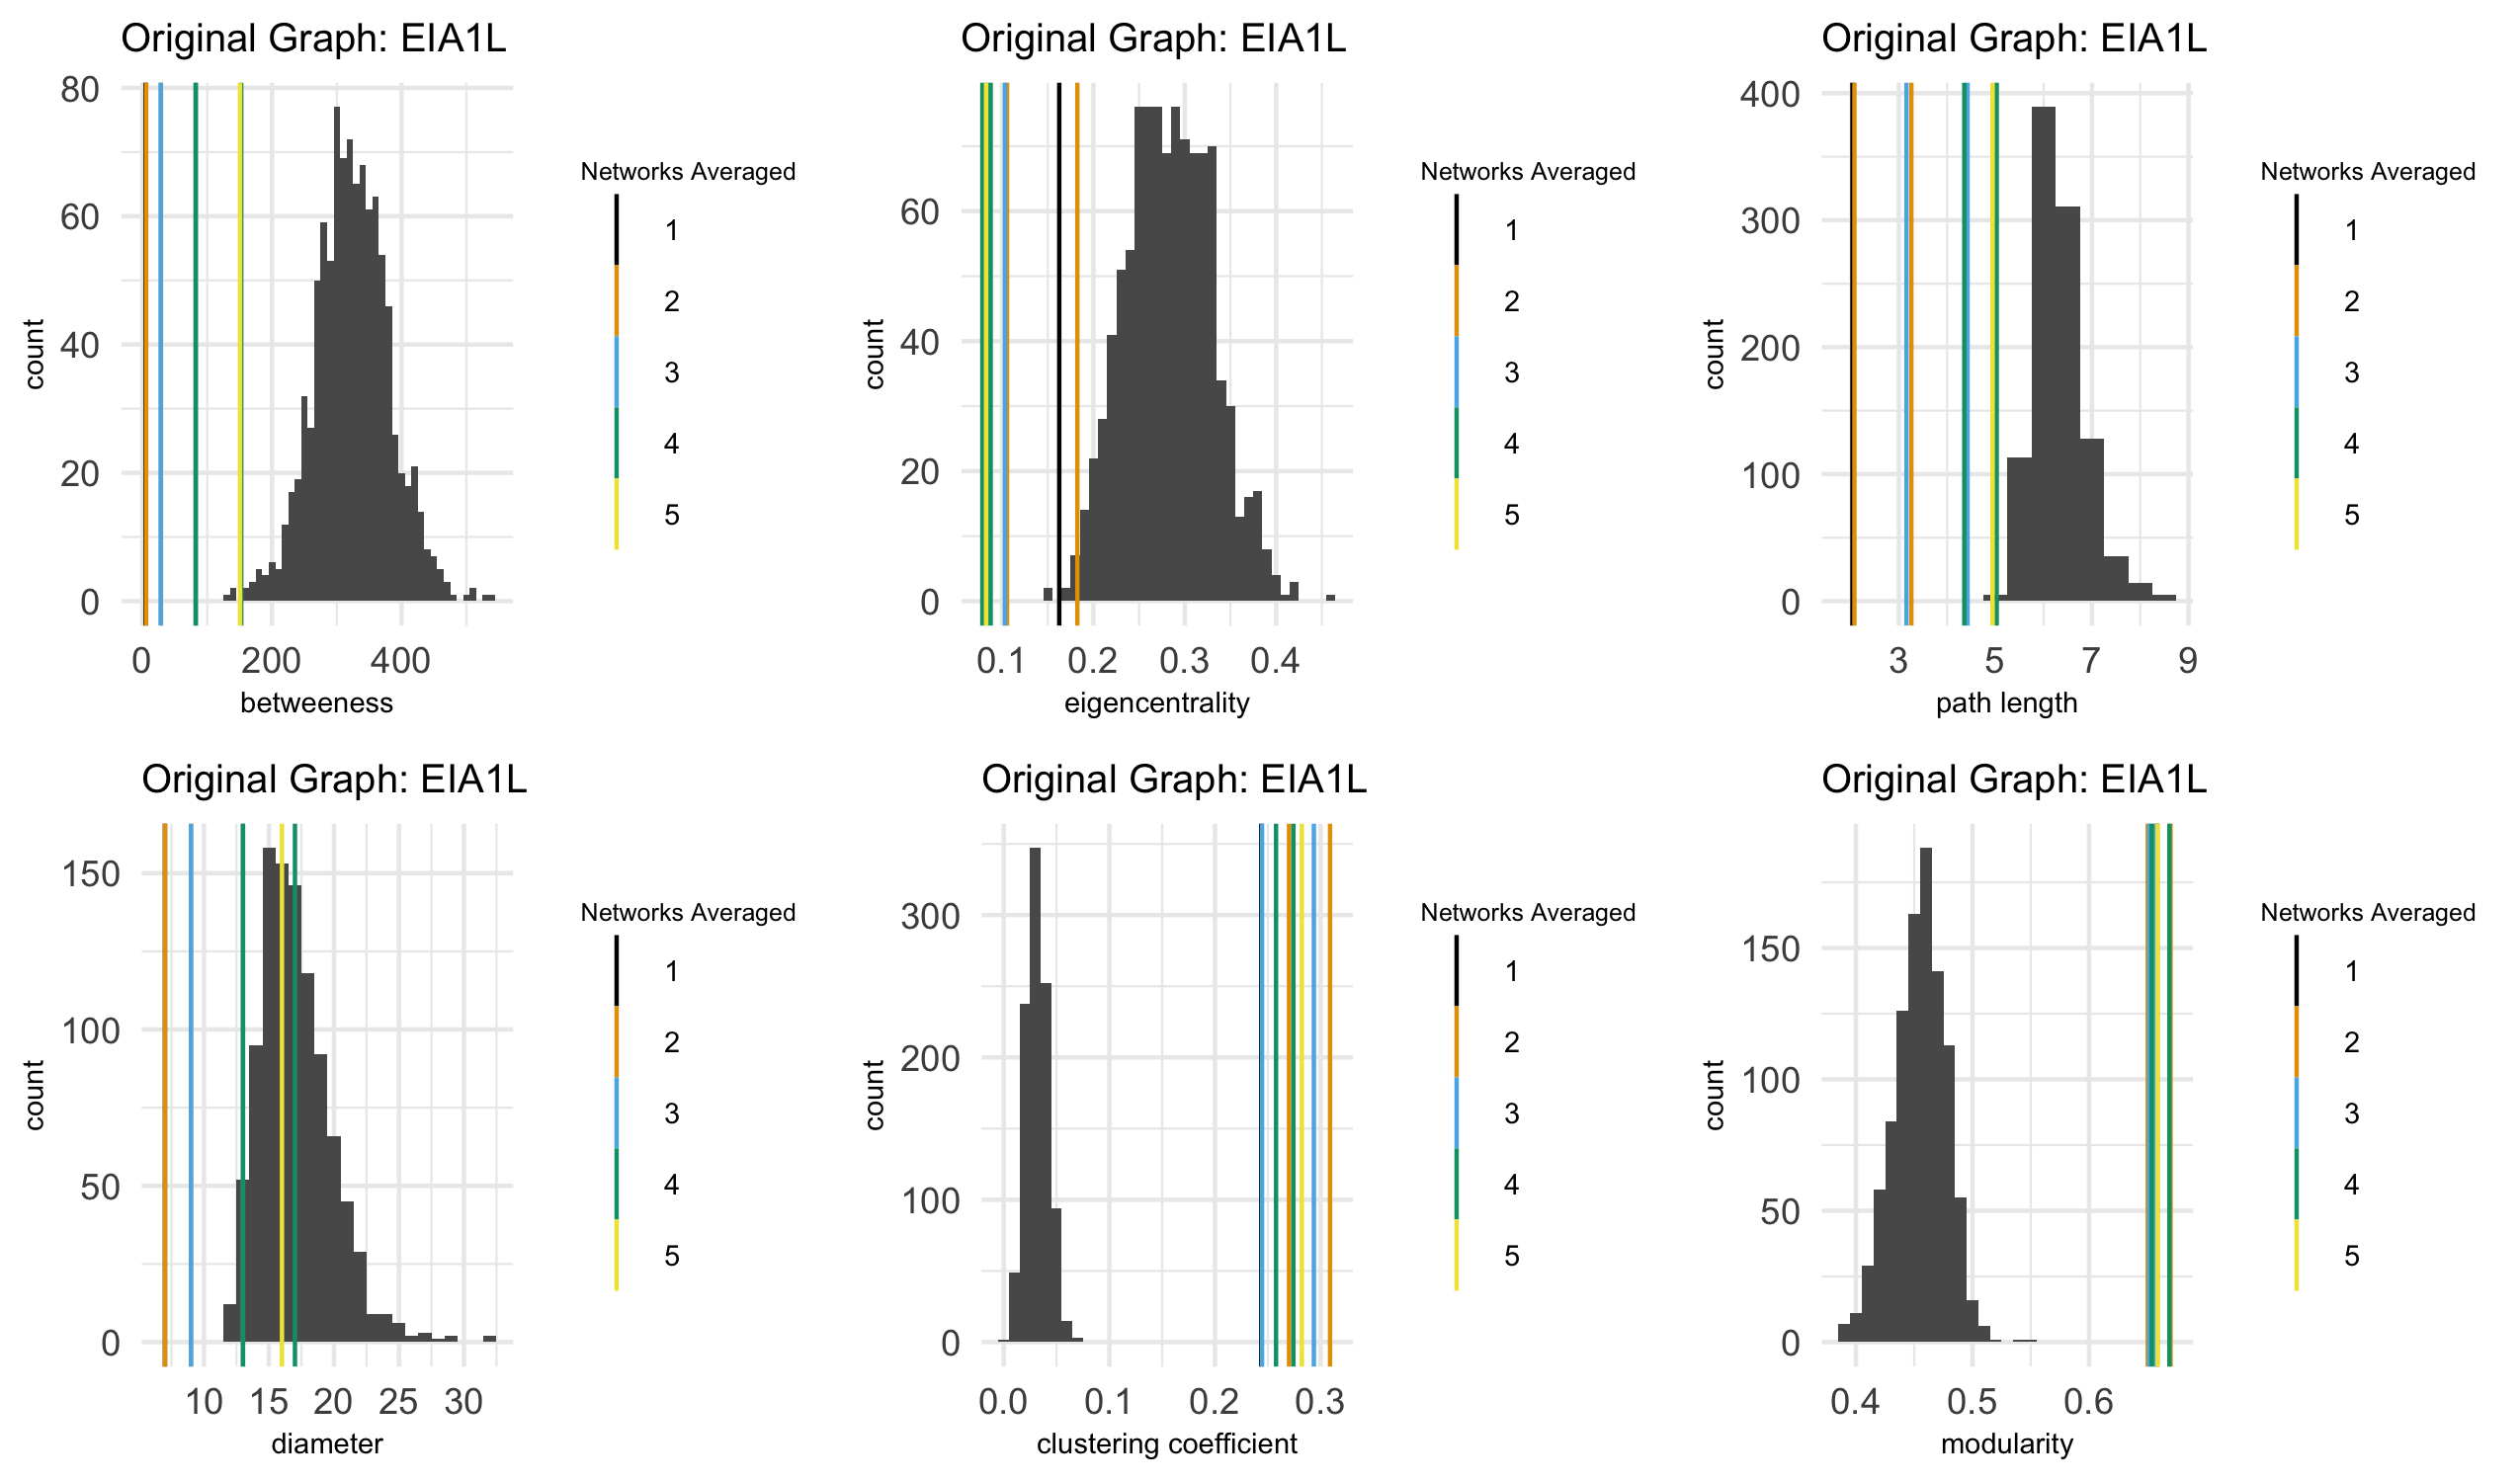 Original Graph: EIA1L
80
60
40
20
0
count
0 200 400
betweeness
Networks Averaged
1
2
3
4
5
Original Graph: EIA1L
60
40
20
0
count
0.1 0.2 0.3 0.4
eigencentrality
Networks Averaged
1
2
3
4
5
Original Graph: EIA1L
400
300
200
100
0
count
3 5 7 9
path length
Networks Averaged
1
2
3
4
5
Original Graph: EIA1L
150
100
50
0
count
10 15 20 25 30
diameter
Networks Averaged
1
2
3
4
5
Original Graph: EIA1L
300
200
100
0
count
0.0 0.1 0.2 0.3
clustering coefficient
Networks Averaged
1
2
3
4
5
Original Graph: EIA1L
150
100
50
0
count
0.4 0.5 0.6
modularity
Networks Averaged
1
2
3
4
5